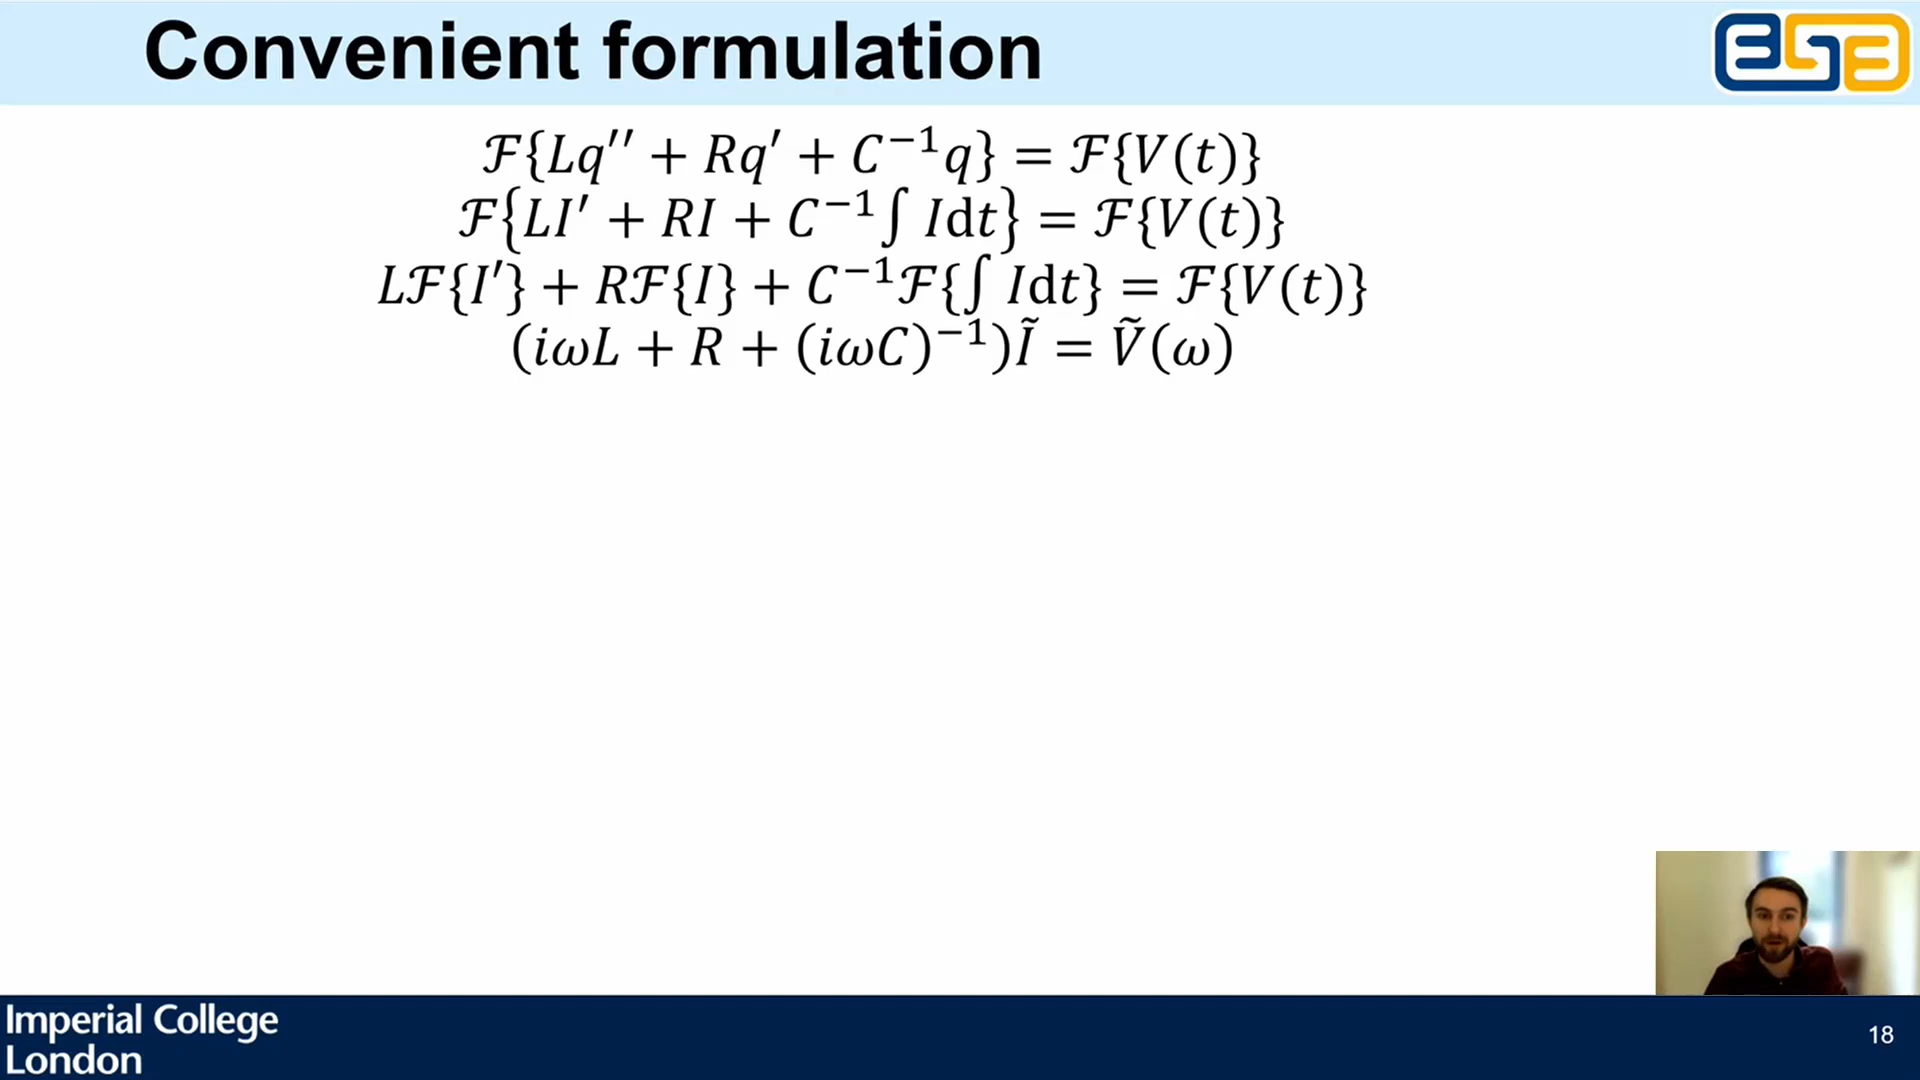 Convenient formulation
ℱ{Lq′′ + Rq′ + C⁻¹q} = ℱ{V(t)}
ℱ{LI′ + RI + C⁻¹∫ Idt} = ℱ{V(t)}
Lℱ{I′} + Rℱ{I} + C⁻¹ℱ{∫ Idt} = ℱ{V(t)}
(iωL + R + (iωC)⁻¹)Ĩ = Ṽ(ω)
Imperial College
London
18